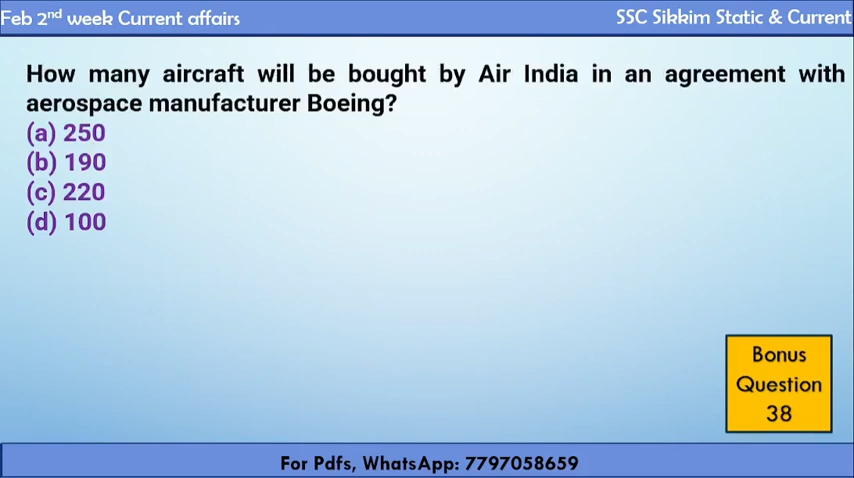 Feb 2nd week Current affairs
SSC Sikkim Static & Current
How many aircraft will be bought by Air India in an agreement with
aerospace manufacturer Boeing?
(a) 250
(b) 190
(c) 220
(d) 100
Bonus
Question
38
For Pdfs, WhatsApp: 7797058659